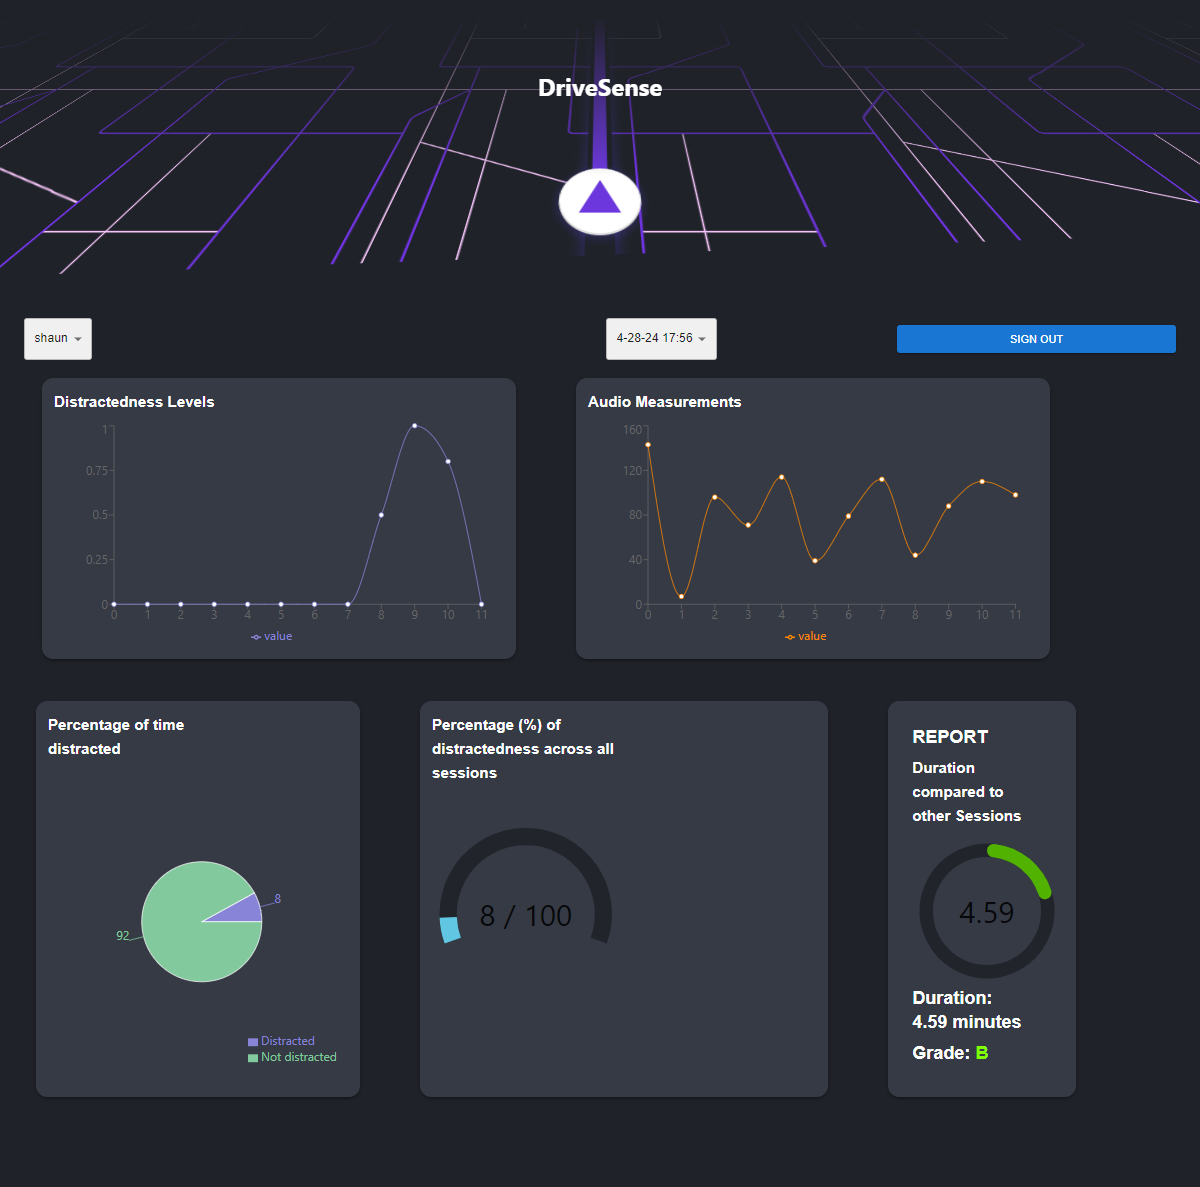 DriveSense
shaun
4-28-24 17:56
SIGN OUT
Distractedness Levels
1
0.75
0.5
0.25
0
0 1 2 3 4 5 6 7 8 9 10 11
value
Audio Measurements
160
120
80
40
0
0 1 2 3 4 5 6 7 8 9 10 11
value
Percentage of time
distracted
8
92
Distracted
Not distracted
Percentage (%) of
distractedness across all
sessions
8 / 100
REPORT
Duration
compared to
other Sessions
4.59
Duration:
4.59 minutes
Grade: B